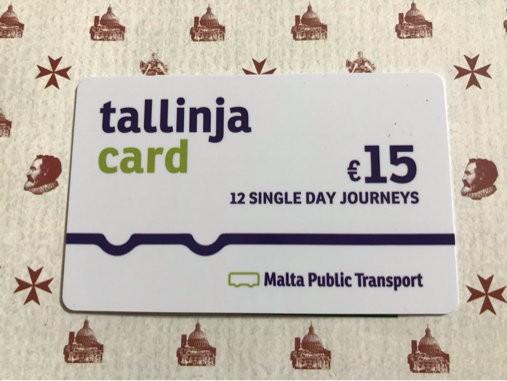 tallinja
card
€15
12 SINGLE DAY JOURNEYS
Malta Public Transport